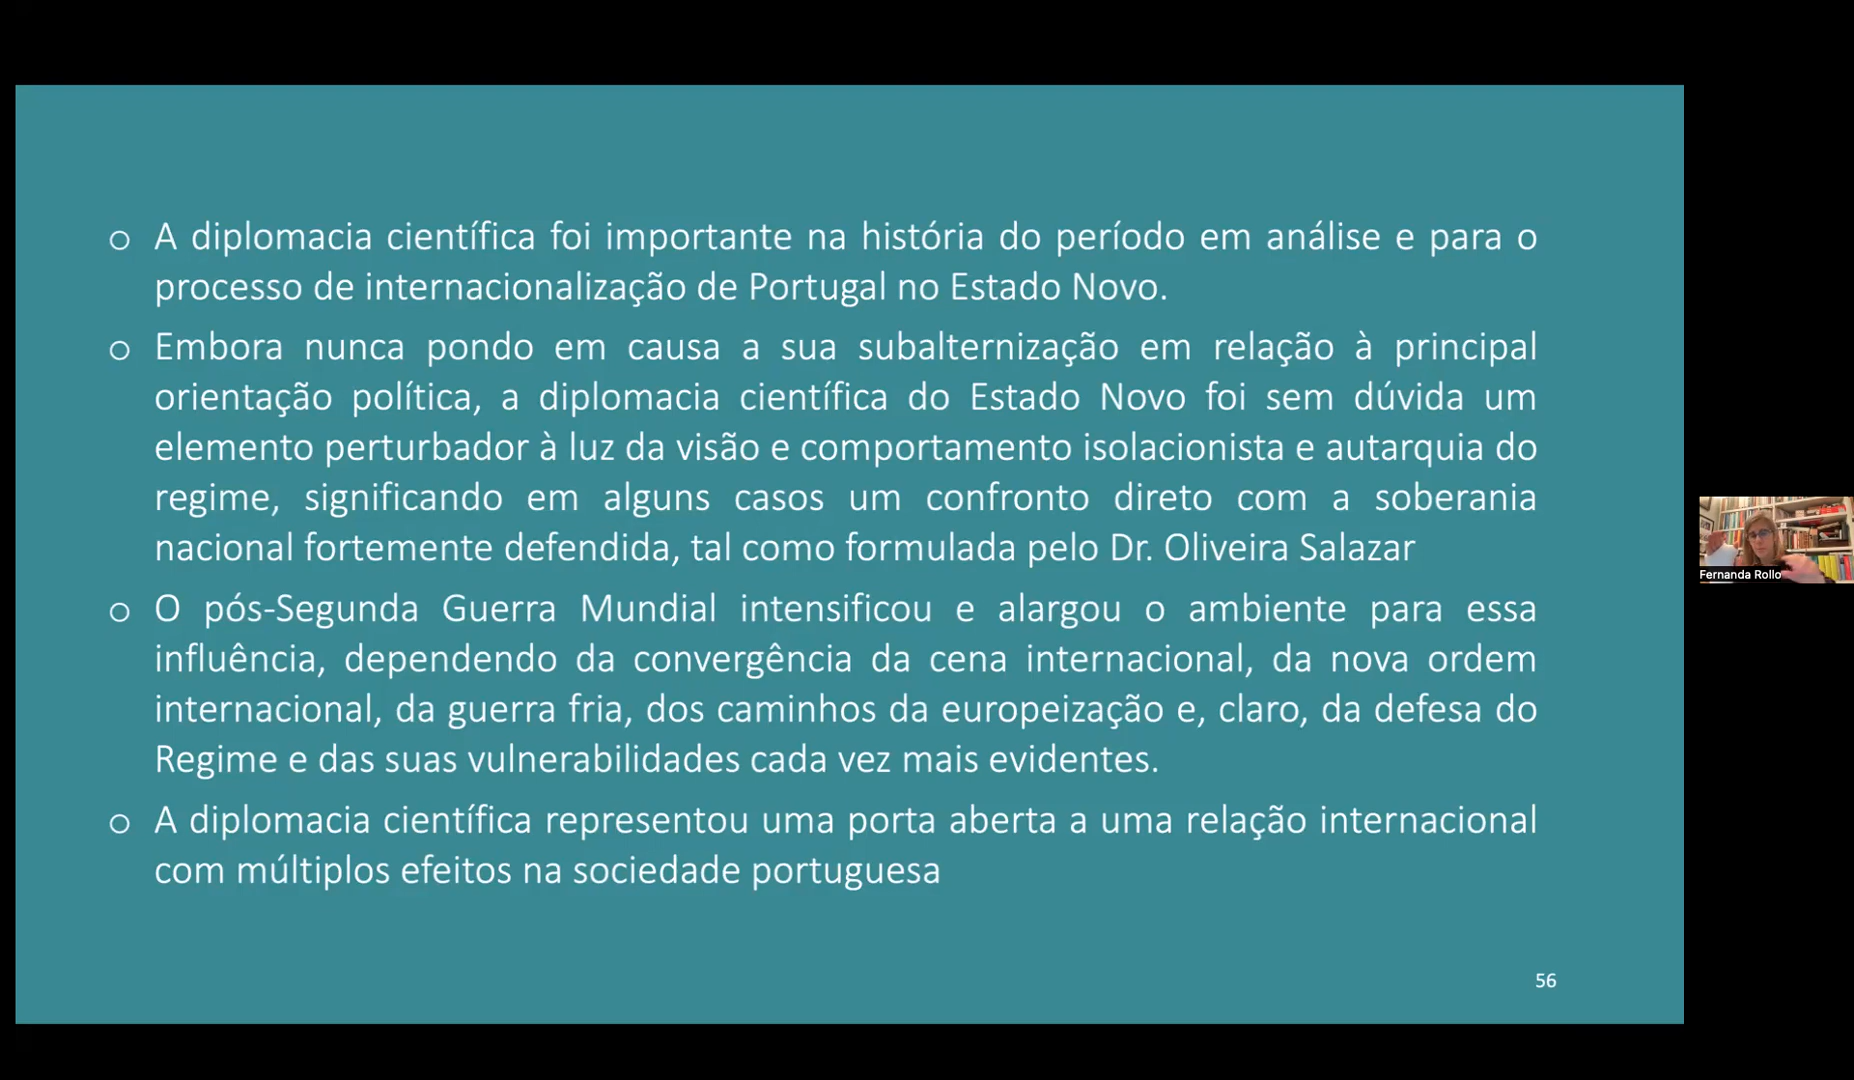 ○ A diplomacia científica foi importante na história do período em análise e para o
processo de internacionalização de Portugal no Estado Novo.
○ Embora nunca pondo em causa a sua subalternização em relação à principal
orientação política, a diplomacia científica do Estado Novo foi sem dúvida um
elemento perturbador à luz da visão e comportamento isolacionista e autarquia do
regime, significando em alguns casos um confronto direto com a soberania
nacional fortemente defendida, tal como formulada pelo Dr. Oliveira Salazar
○ O pós-Segunda Guerra Mundial intensificou e alargou o ambiente para essa
influência, dependendo da convergência da cena internacional, da nova ordem
internacional, da guerra fria, dos caminhos da europeização e, claro, da defesa do
Regime e das suas vulnerabilidades cada vez mais evidentes.
○ A diplomacia científica representou uma porta aberta a uma relação internacional
com múltiplos efeitos na sociedade portuguesa
56
Fernanda Rollo